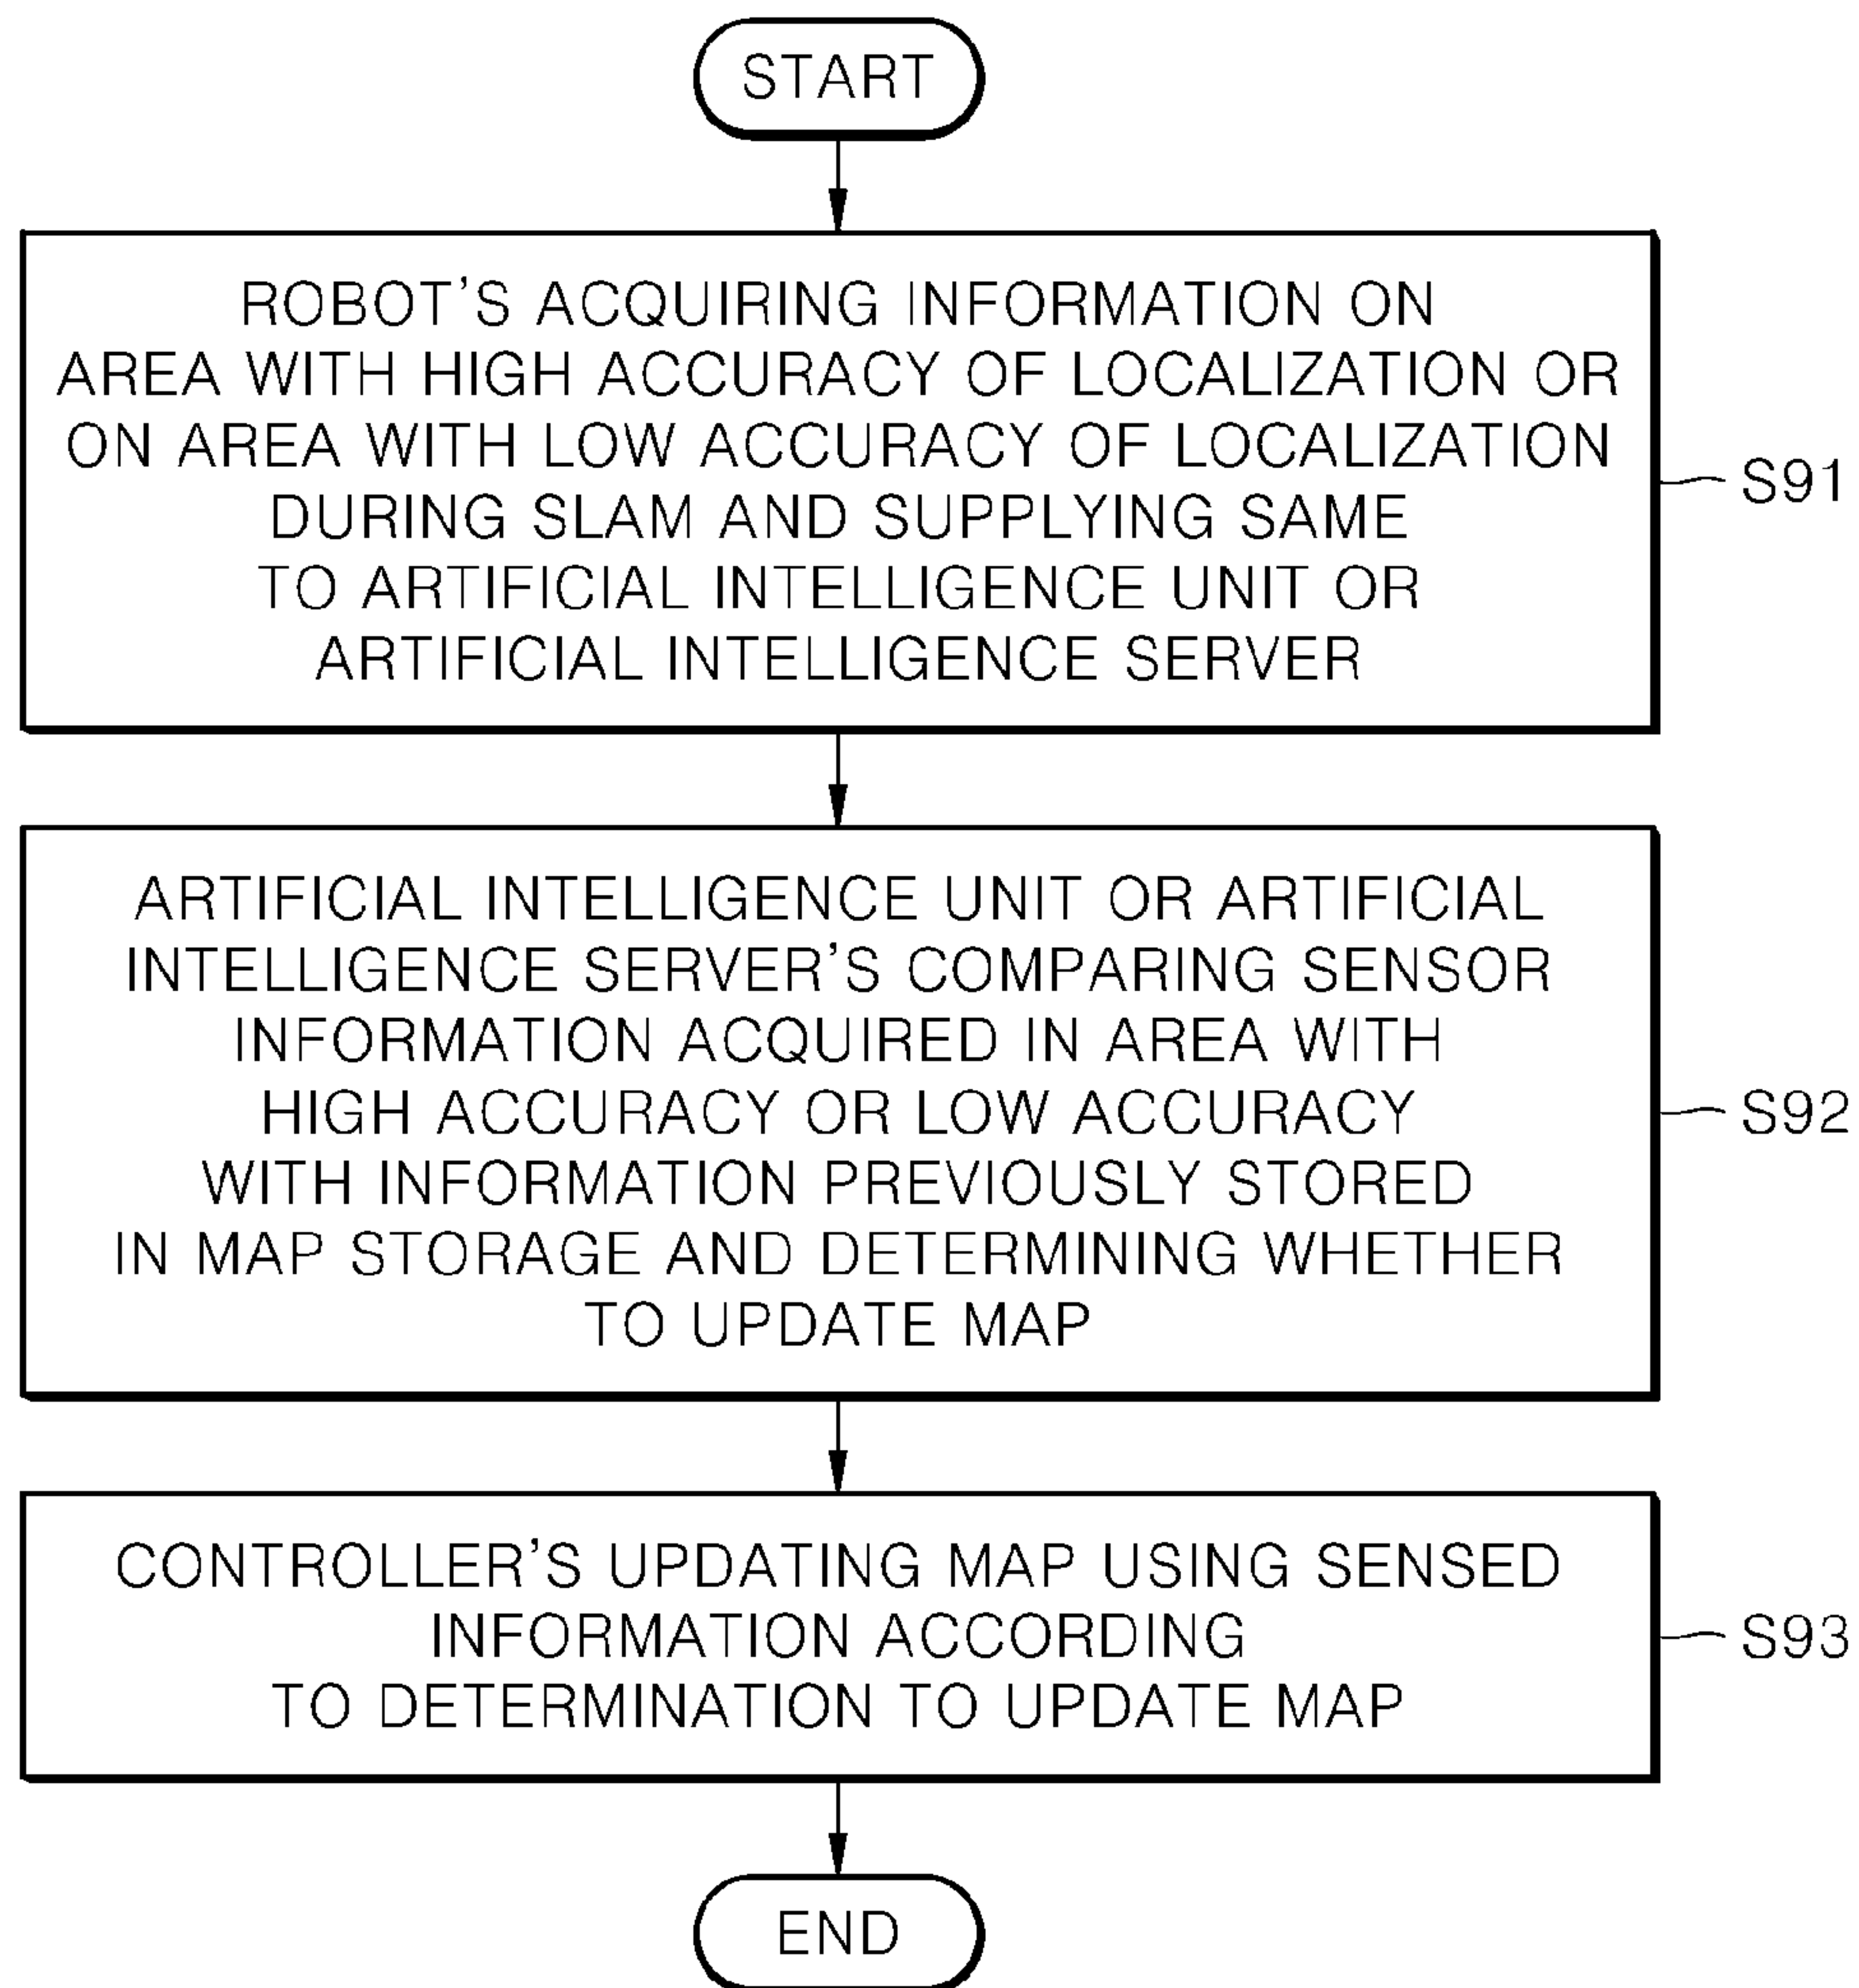 START
ROBOT'S ACQUIRING INFORMATION ON
AREA WITH HIGH ACCURACY OF LOCALIZATION OR
ON AREA WITH LOW ACCURACY OF LOCALIZATION
DURING SLAM AND SUPPLYING SAME
TO ARTIFICIAL INTELLIGENCE UNIT OR
ARTIFICIAL INTELLIGENCE SERVER
S91
ARTIFICIAL INTELLIGENCE UNIT OR ARTIFICIAL
INTELLIGENCE SERVER'S COMPARING SENSOR
INFORMATION ACQUIRED IN AREA WITH
HIGH ACCURACY OR LOW ACCURACY
WITH INFORMATION PREVIOUSLY STORED
IN MAP STORAGE AND DETERMINING WHETHER
TO UPDATE MAP
S92
CONTROLLER'S UPDATING MAP USING SENSED
INFORMATION ACCORDING
TO DETERMINATION TO UPDATE MAP
S93
END